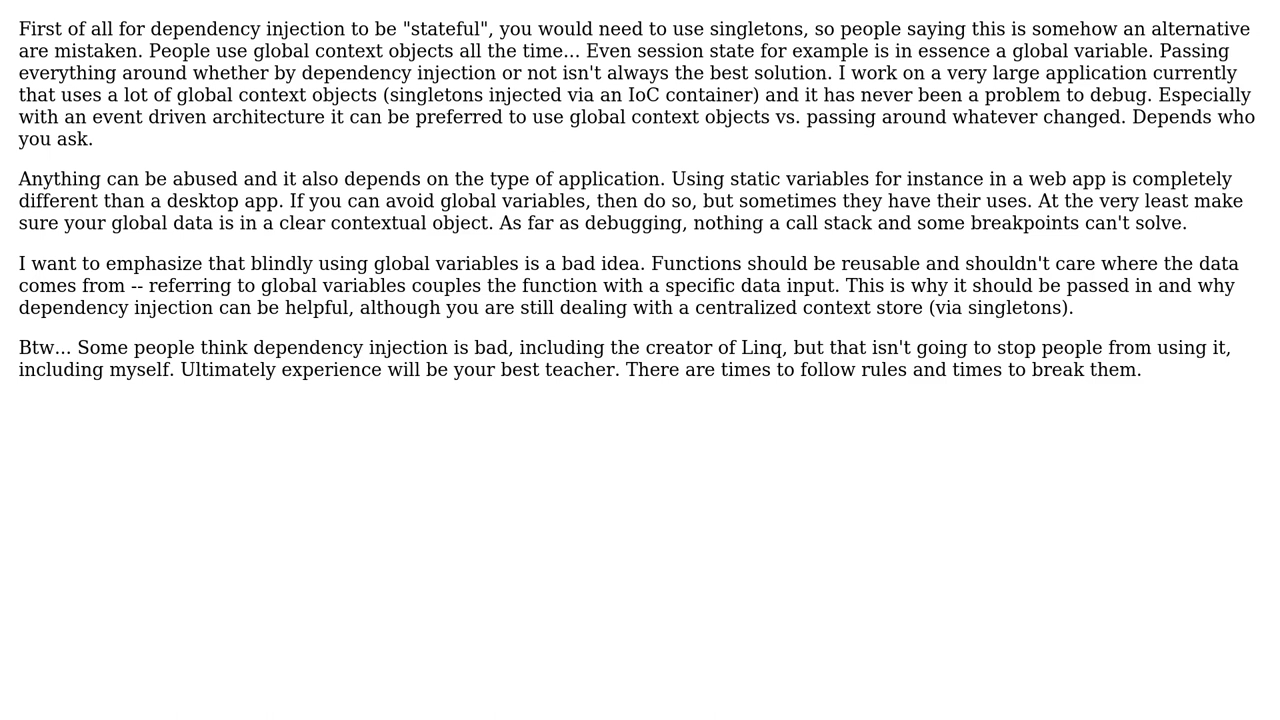 First of all for dependency injection to be "stateful", you would need to use singletons, so people saying this is somehow an alternative
are mistaken. People use global context objects all the time... Even session state for example is in essence a global variable. Passing
everything around whether by dependency injection or not isn't always the best solution. I work on a very large application currently
that uses a lot of global context objects (singletons injected via an IoC container) and it has never been a problem to debug. Especially
with an event driven architecture it can be preferred to use global context objects vs. passing around whatever changed. Depends who
you ask.
Anything can be abused and it also depends on the type of application. Using static variables for instance in a web app is completely
different than a desktop app. If you can avoid global variables, then do so, but sometimes they have their uses. At the very least make
sure your global data is in a clear contextual object. As far as debugging, nothing a call stack and some breakpoints can't solve.
I want to emphasize that blindly using global variables is a bad idea. Functions should be reusable and shouldn't care where the data
comes from -- referring to global variables couples the function with a specific data input. This is why it should be passed in and why
dependency injection can be helpful, although you are still dealing with a centralized context store (via singletons).
Btw... Some people think dependency injection is bad, including the creator of Linq, but that isn't going to stop people from using it,
including myself. Ultimately experience will be your best teacher. There are times to follow rules and times to break them.